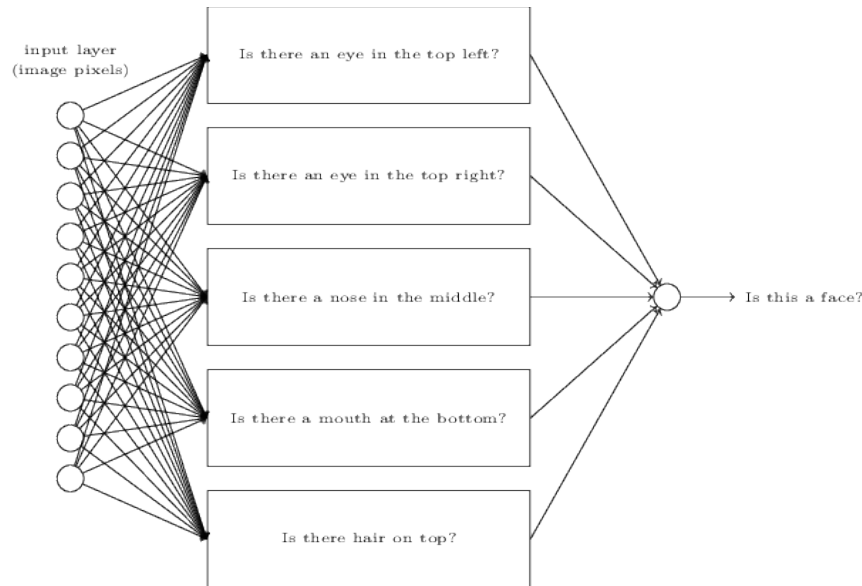 input layer
(image pixels)
Is there an eye in the top left?
Is there an eye in the top right?
Is there a nose in the middle?
Is there a mouth at the bottom?
Is there hair on top?
Is this a face?